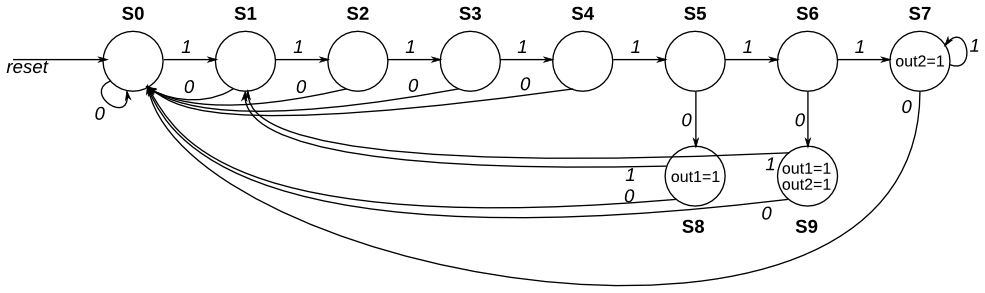 S0 S1 S2 S3 S4 S5 S6 S7
1 1 1 1 1 1 1 1
reset
out2=1
0 0 0 0 0 0
0 0
1 1
out1=1 out1=1
out2=1
0 0
S8 S9